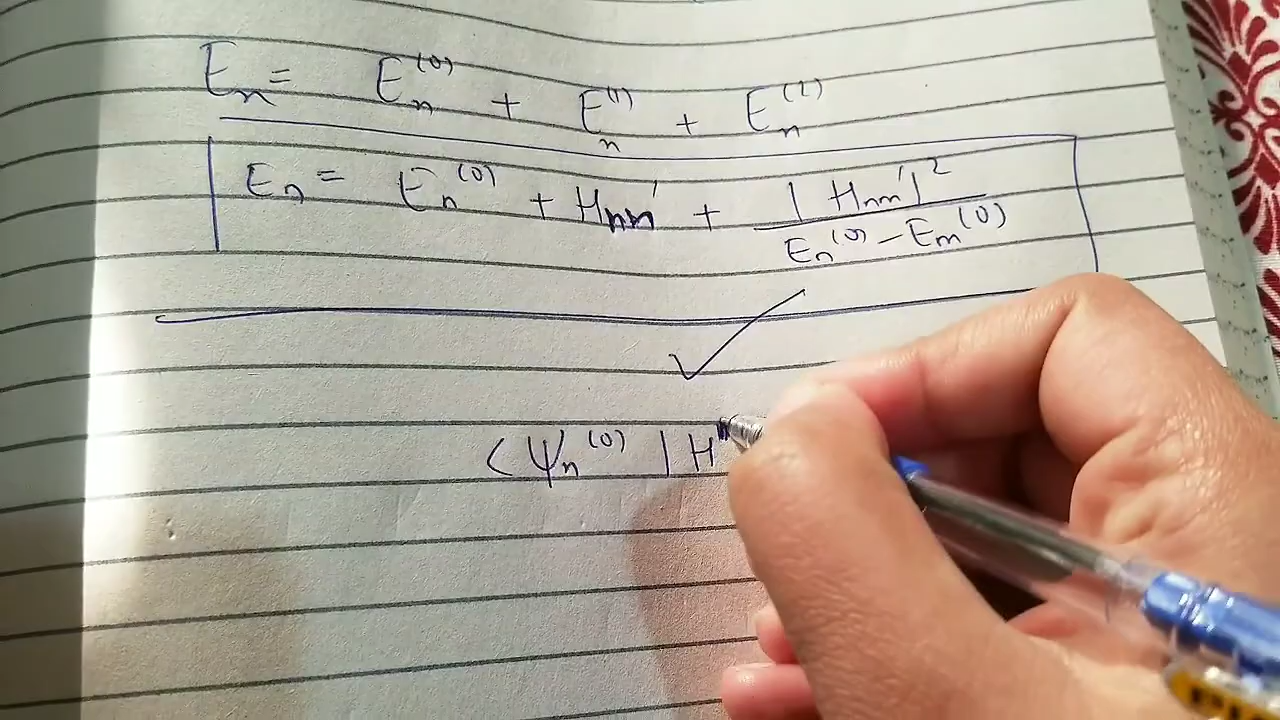 Eₙ = Eₙ⁽⁰⁾ + Eₙ⁽¹⁾ + Eₙ⁽²⁾
Eₙ = Eₙ⁽⁰⁾ + Hₙₙ′ + |Hₙₘ′|² / Eₙ⁽⁰⁾ − Eₘ⁽⁰⁾
<ψₙ⁽⁰⁾ | H′